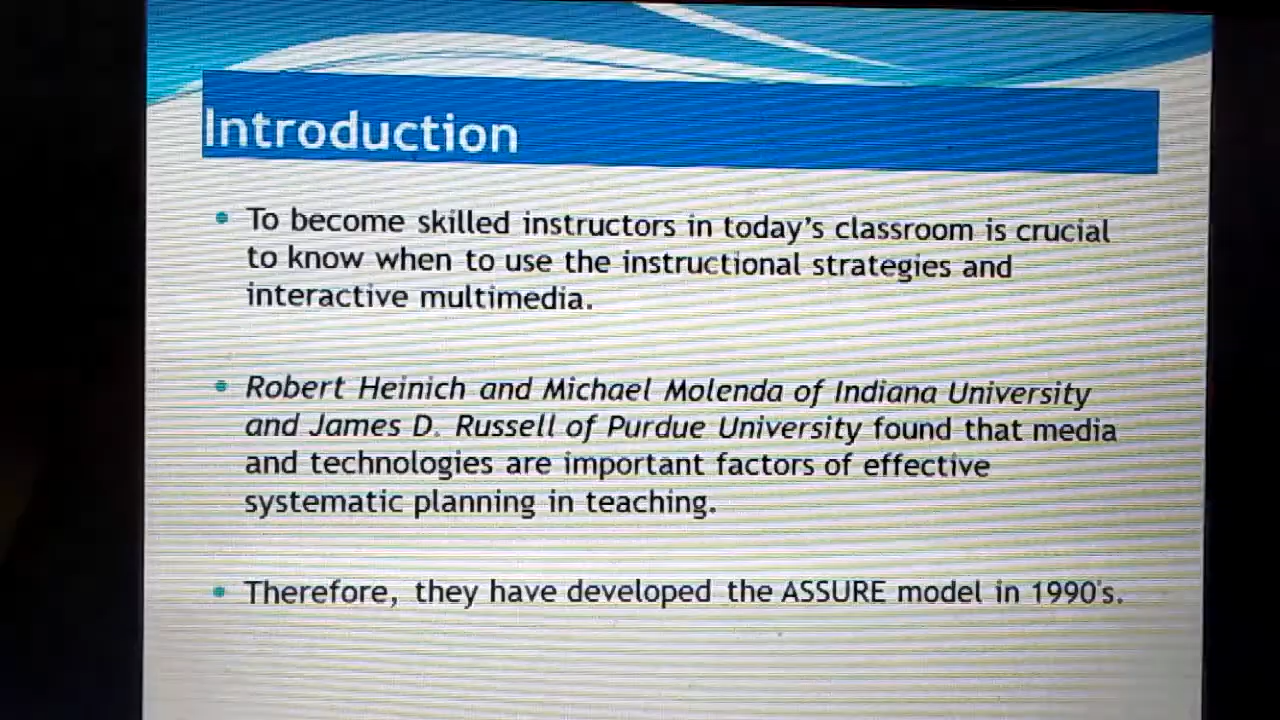 Introduction
To become skilled instructors in today's classroom is crucial
to know when to use the instructional strategies and
interactive multimedia.
Robert Heinich and Michael Molenda of Indiana University
and James D. Russell of Purdue University found that media
and technologies are important factors of effective
systematic planning in teaching.
Therefore, they have developed the ASSURE model in 1990's.